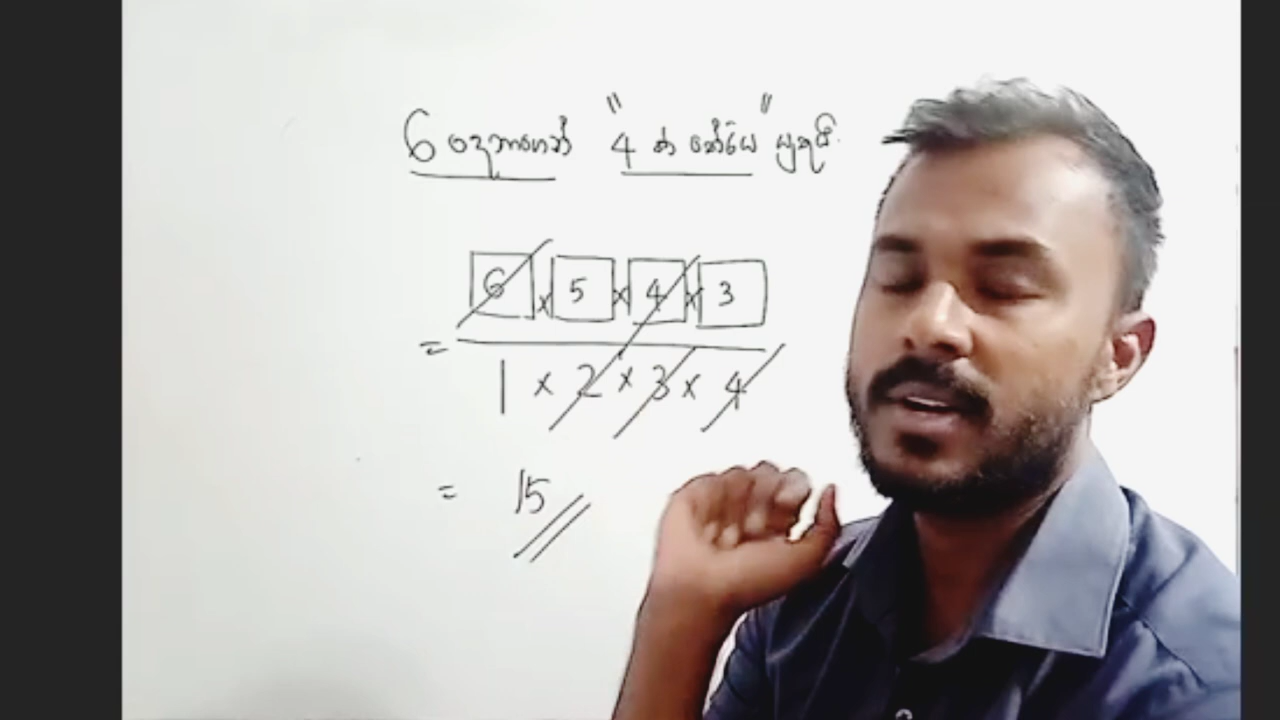 6 දෙනාගෙන් "4 ක් තේරිය" යුතුයි.
6 × 5 × 4 × 3
=
1 × 2 × 3 × 4
= 15